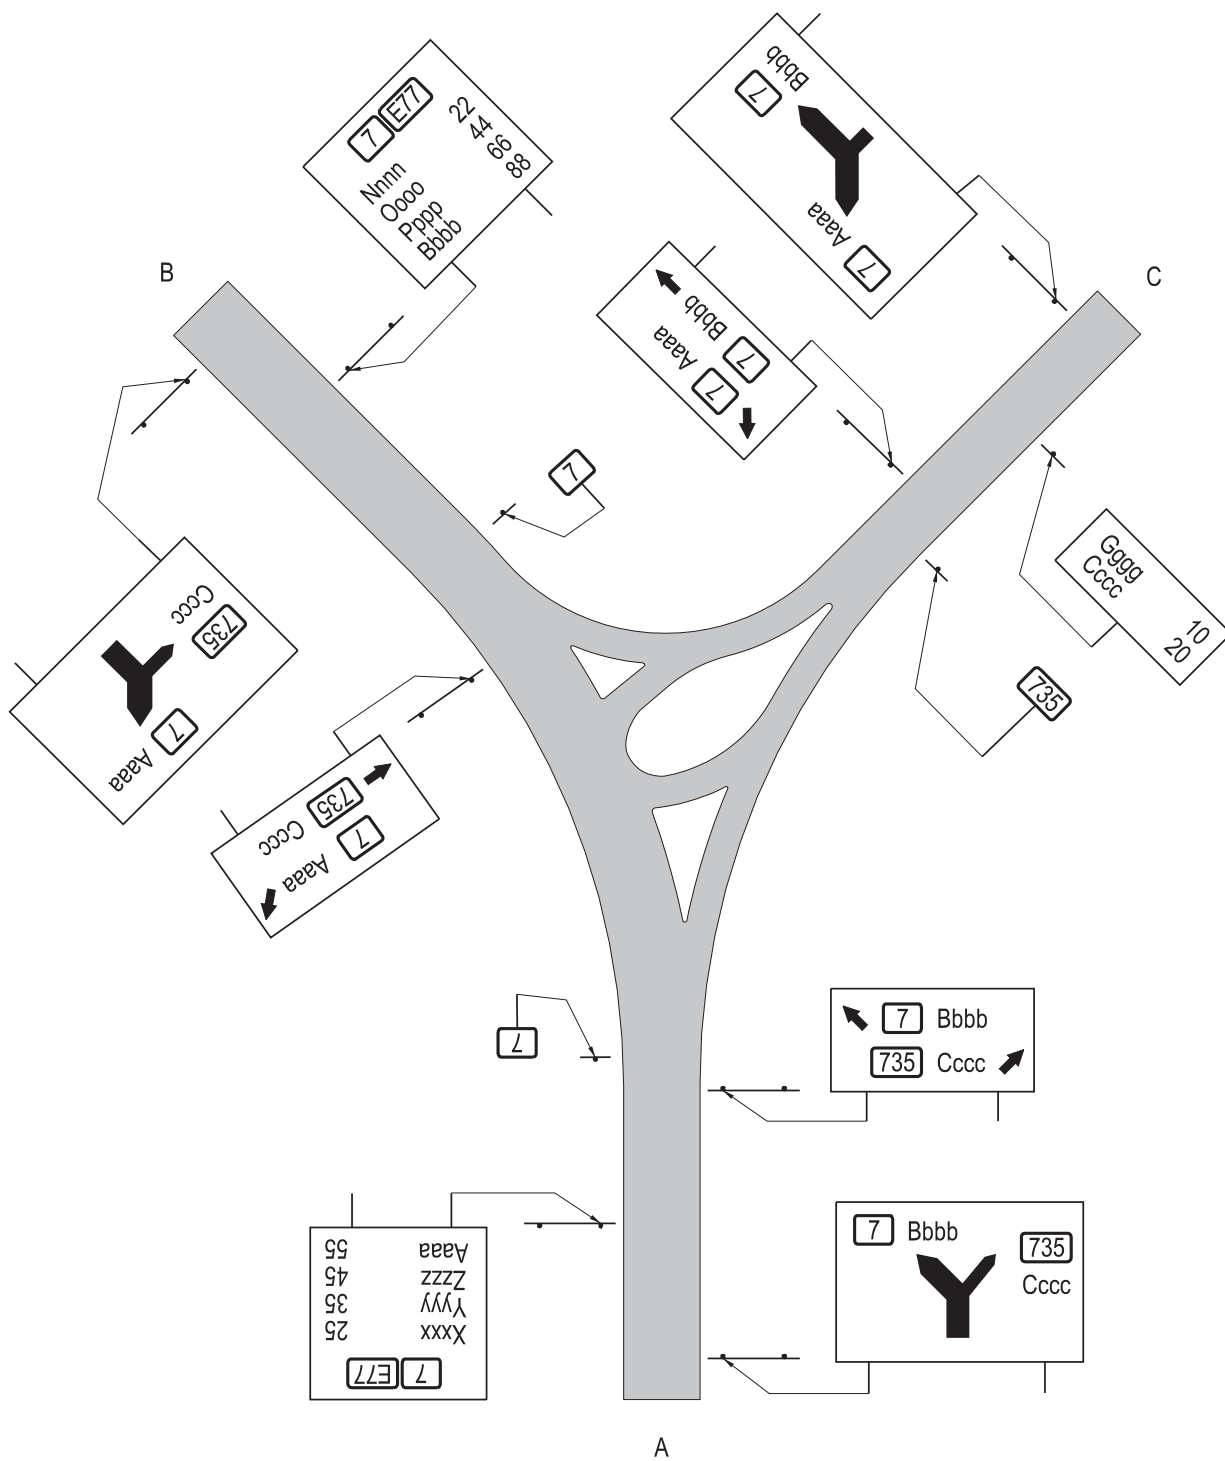 Bbbb
7
Aaaa
7
7 E77
Nnnn 22
Oooo 44
Pppp 66
Bbbb 88
B
C
Bbbb 7
Aaaa 7
7
Gggg 10
Cccc 20
735
Cccc
735
7
Aaaa
735 Cccc
7 Aaaa
7
7 Bbbb
735 Cccc
7 Bbbb
735
Cccc
7 E77
Xxxx 25
Yyyy 35
Zzzz 45
Aaaa 55
A